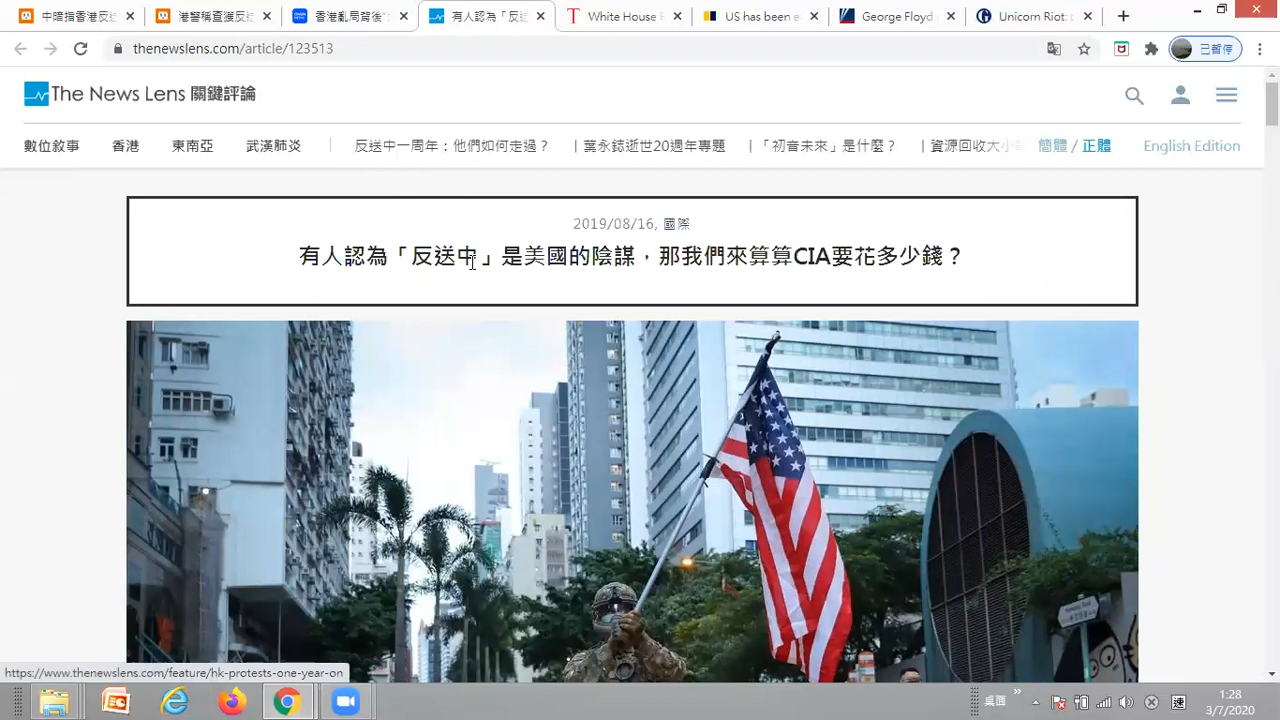 中暗指香港反送
港警稱查獲反送
香港亂局背後"
有人認為「反送
White House F
US has been e
George Floyd
Unicorn Riot:
thenewslens.com/article/123513
已暫停
The News Lens 關鍵評論
數位敘事
香港
東南亞
武漢肺炎
反送中一周年：他們如何走過？
葉永鋕逝世20週年專題
「初音未來」是什麼？
資源回收大小
簡體 / 正體
English Edition
2019/08/16, 國際
有人認為「反送中」是美國的陰謀，那我們來算算CIA要花多少錢？
https://www.thenewslens.com/feature/hk-protests-one-year-on
桌面
1:28
3/7/2020